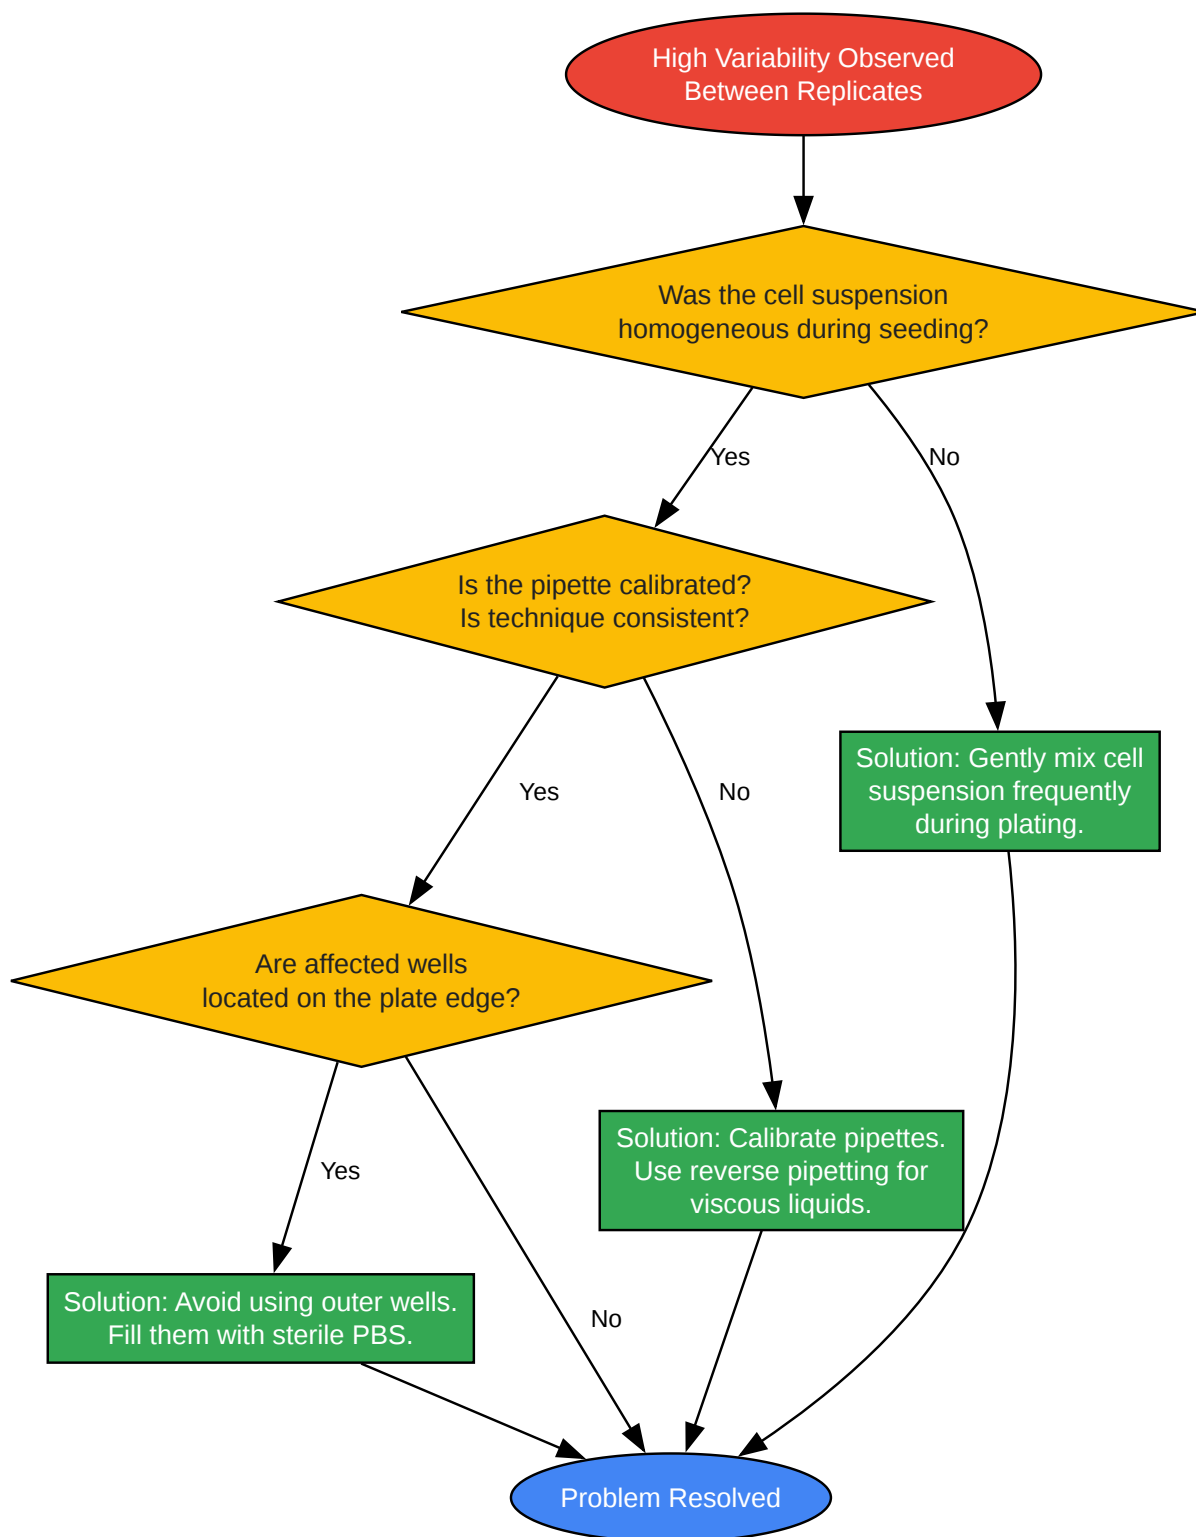 High Variability Observed
Between Replicates
Was the cell suspension
homogeneous during seeding?
Yes
No
Is the pipette calibrated?
Is technique consistent?
Solution: Gently mix cell
suspension frequently
during plating.
Yes
No
Are affected wells
located on the plate edge?
Solution: Calibrate pipettes.
Use reverse pipetting for
viscous liquids.
Yes
Solution: Avoid using outer wells.
Fill them with sterile PBS.
No
Problem Resolved